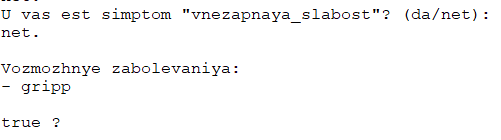 U vas est simptom "vnezapnaya_slabost"? (da/net):
net.
Vozmozhnye zabolevaniya:
- gripp
true ?